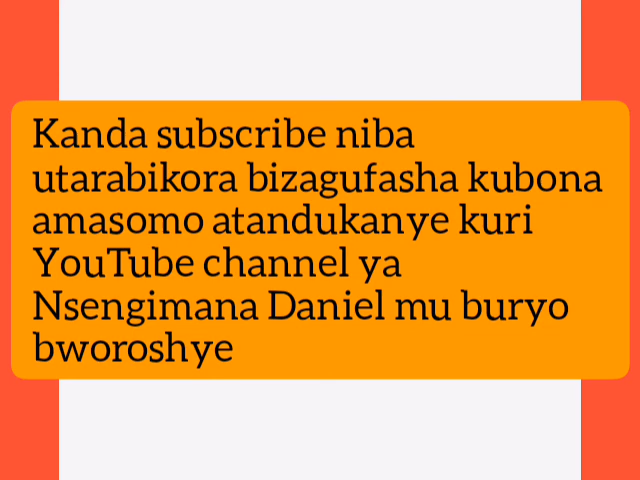 Kanda subscribe niba
utarabikora bizagufasha kubona
amasomo atandukanye kuri
YouTube channel ya
Nsengimana Daniel mu buryo
bworoshye